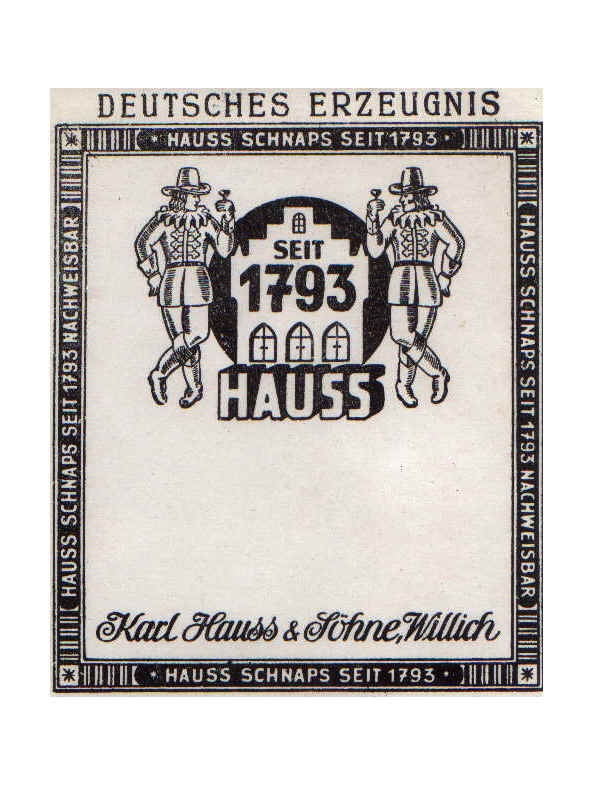 DEUTSCHES ERZEUGNIS
HAUSS SCHNAPS SEIT 1793
HAUSS SCHNAPS SEIT 1793 NACHWEISBAR
HAUSS SCHNAPS SEIT 1793 NACHWEISBAR
SEIT
1793
HAUSS
Karl Hauss & Söhne, Willich
HAUSS SCHNAPS SEIT 1793